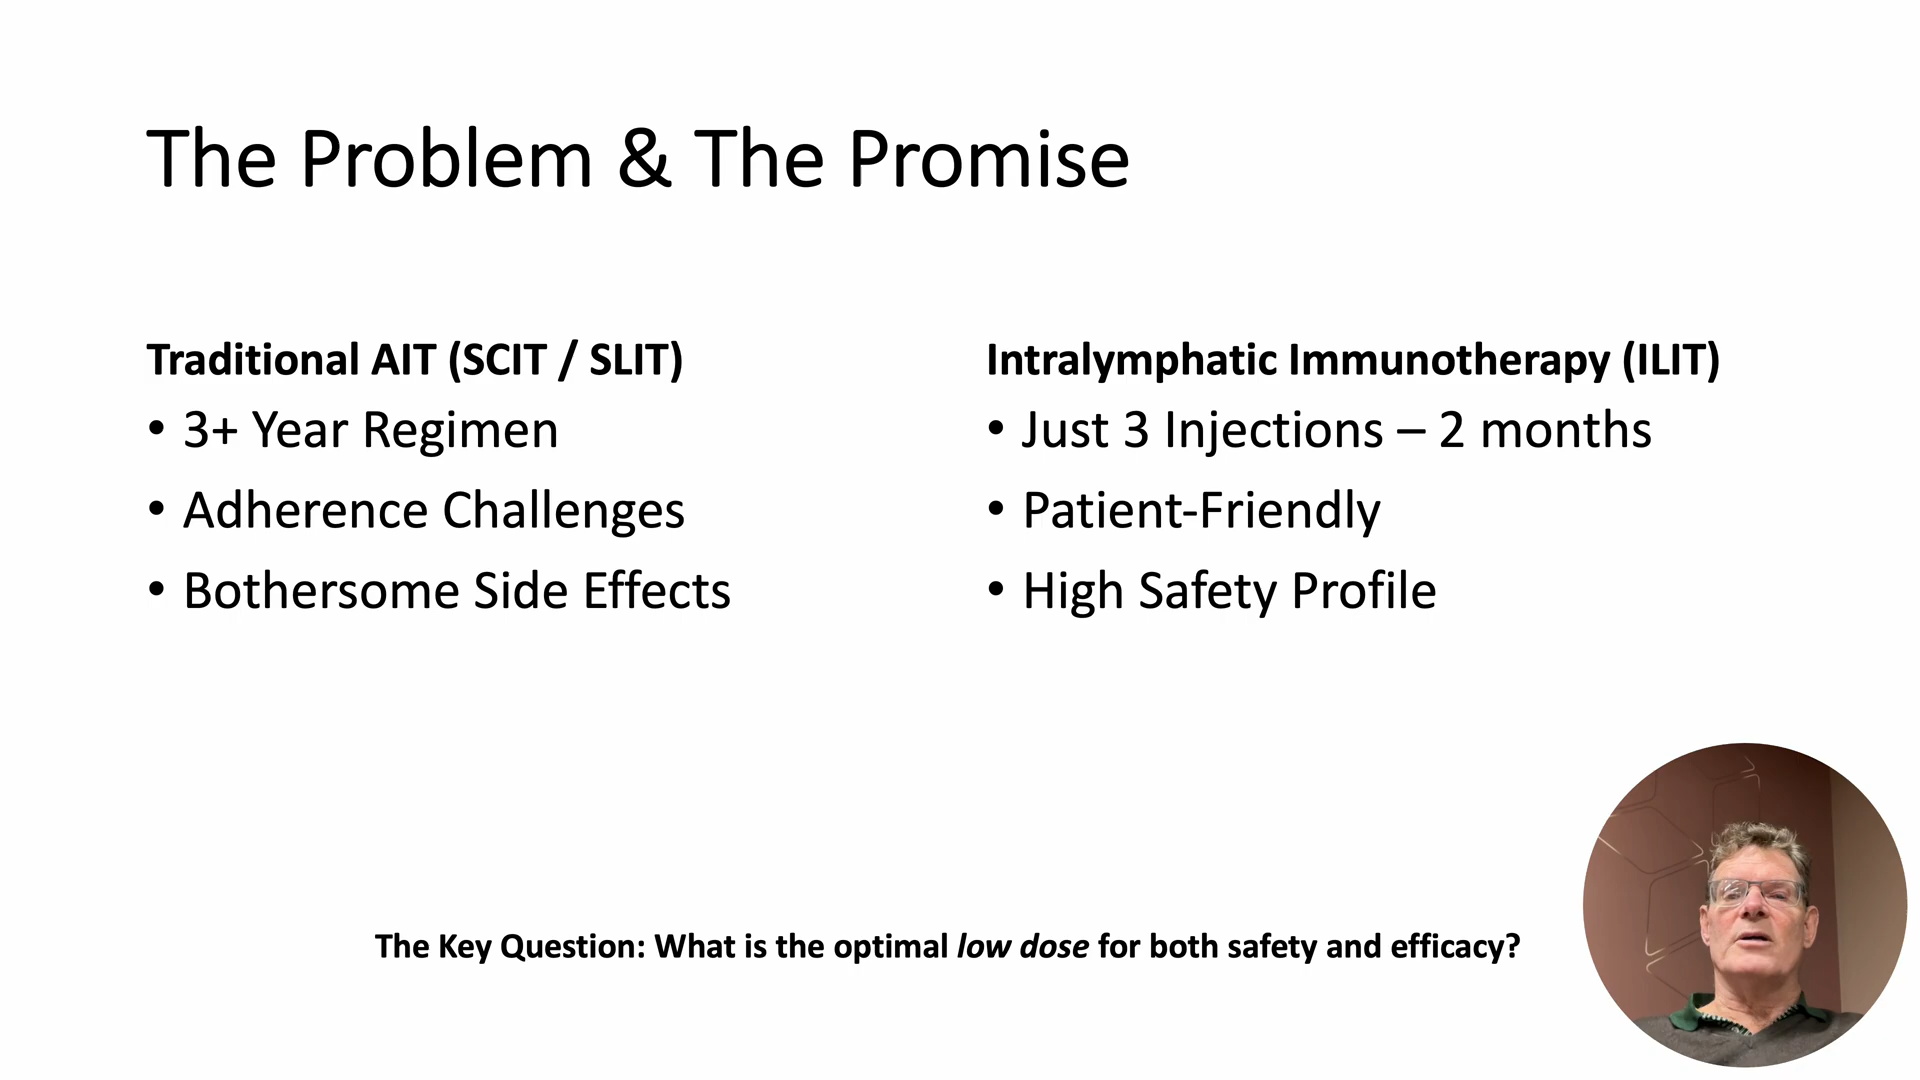 The Problem & The Promise
Traditional AIT (SCIT / SLIT)
• 3+ Year Regimen
• Adherence Challenges
• Bothersome Side Effects
Intralymphatic Immunotherapy (ILIT)
• Just 3 Injections – 2 months
• Patient-Friendly
• High Safety Profile
The Key Question: What is the optimal low dose for both safety and efficacy?